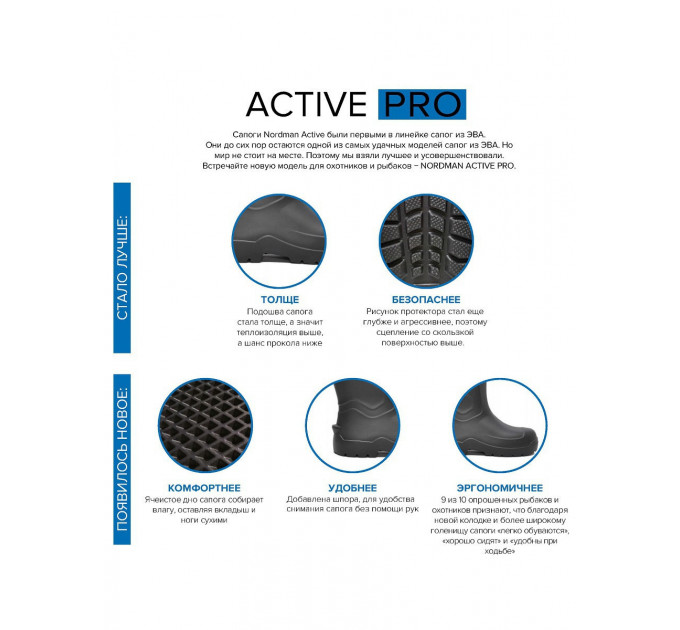 ACTIVE PRO
Сапоги Nordman Active были первыми в линейке сапог из ЭВА.
Они до сих пор остаются одной из самых удачных моделей сапог из ЭВА. Но
мир не стоит на месте. Поэтому мы взяли лучшее и усовершенствовали.
Встречайте новую модель для охотников и рыбаков – NORDMAN ACTIVE PRO.
СТАЛО ЛУЧШЕ:
ТОЛЩЕ
Подошва сапога
стала толще, а значит
теплоизоляция выше,
а шанс прокола ниже
БЕЗОПАСНЕЕ
Рисунок протектора стал еще
глубже и агрессивнее, поэтому
сцепление со скользкой
поверхностью выше.
ПОЯВИЛОСЬ НОВОЕ:
КОМФОРТНЕЕ
Ячеистое дно сапога собирает
влагу, оставляя вкладыш и
ноги сухими
УДОБНЕЕ
Добавлена шпора, для удобства
снимания сапога без помощи рук
ЭРГОНОМИЧНЕЕ
9 из 10 опрошенных рыбаков и
охотников признают, что благодаря
новой колодке и более широкому
голенищу сапоги «легко обуваются»,
«хорошо сидят» и «удобны при
ходьбе»